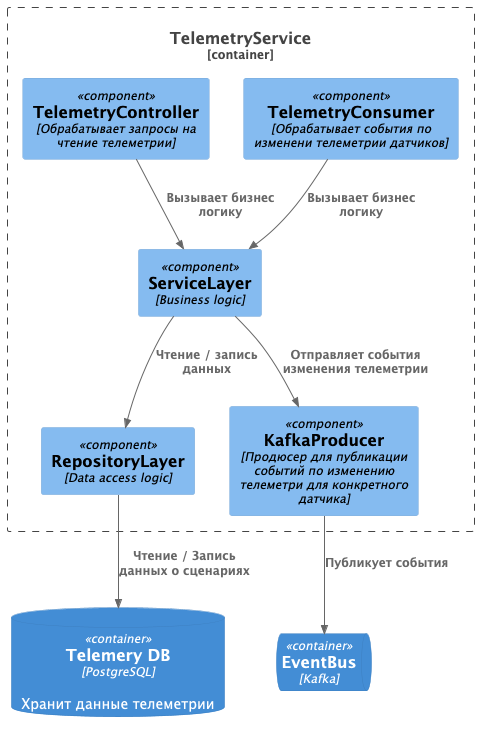 TelemetryService
[container]
«component»
TelemetryController
[Обрабатывает запросы на
чтение телеметрии]
«component»
TelemetryConsumer
[Обрабатывает события по
изменени телеметрии датчиков]
Вызывает бизнес
логику
Вызывает бизнес
логику
«component»
ServiceLayer
[Business logic]
Чтение / запись
данных
Отправляет события
изменения телеметрии
«component»
RepositoryLayer
[Data access logic]
«component»
KafkaProducer
[Продюсер для публикации
событий по изменению
телеметри для конкретного
датчика]
Чтение / Запись
данных о сценариях
Публикует события
«container»
Telemery DB
[PostgreSQL]
Хранит данные телеметрии
«container»
EventBus
[Kafka]